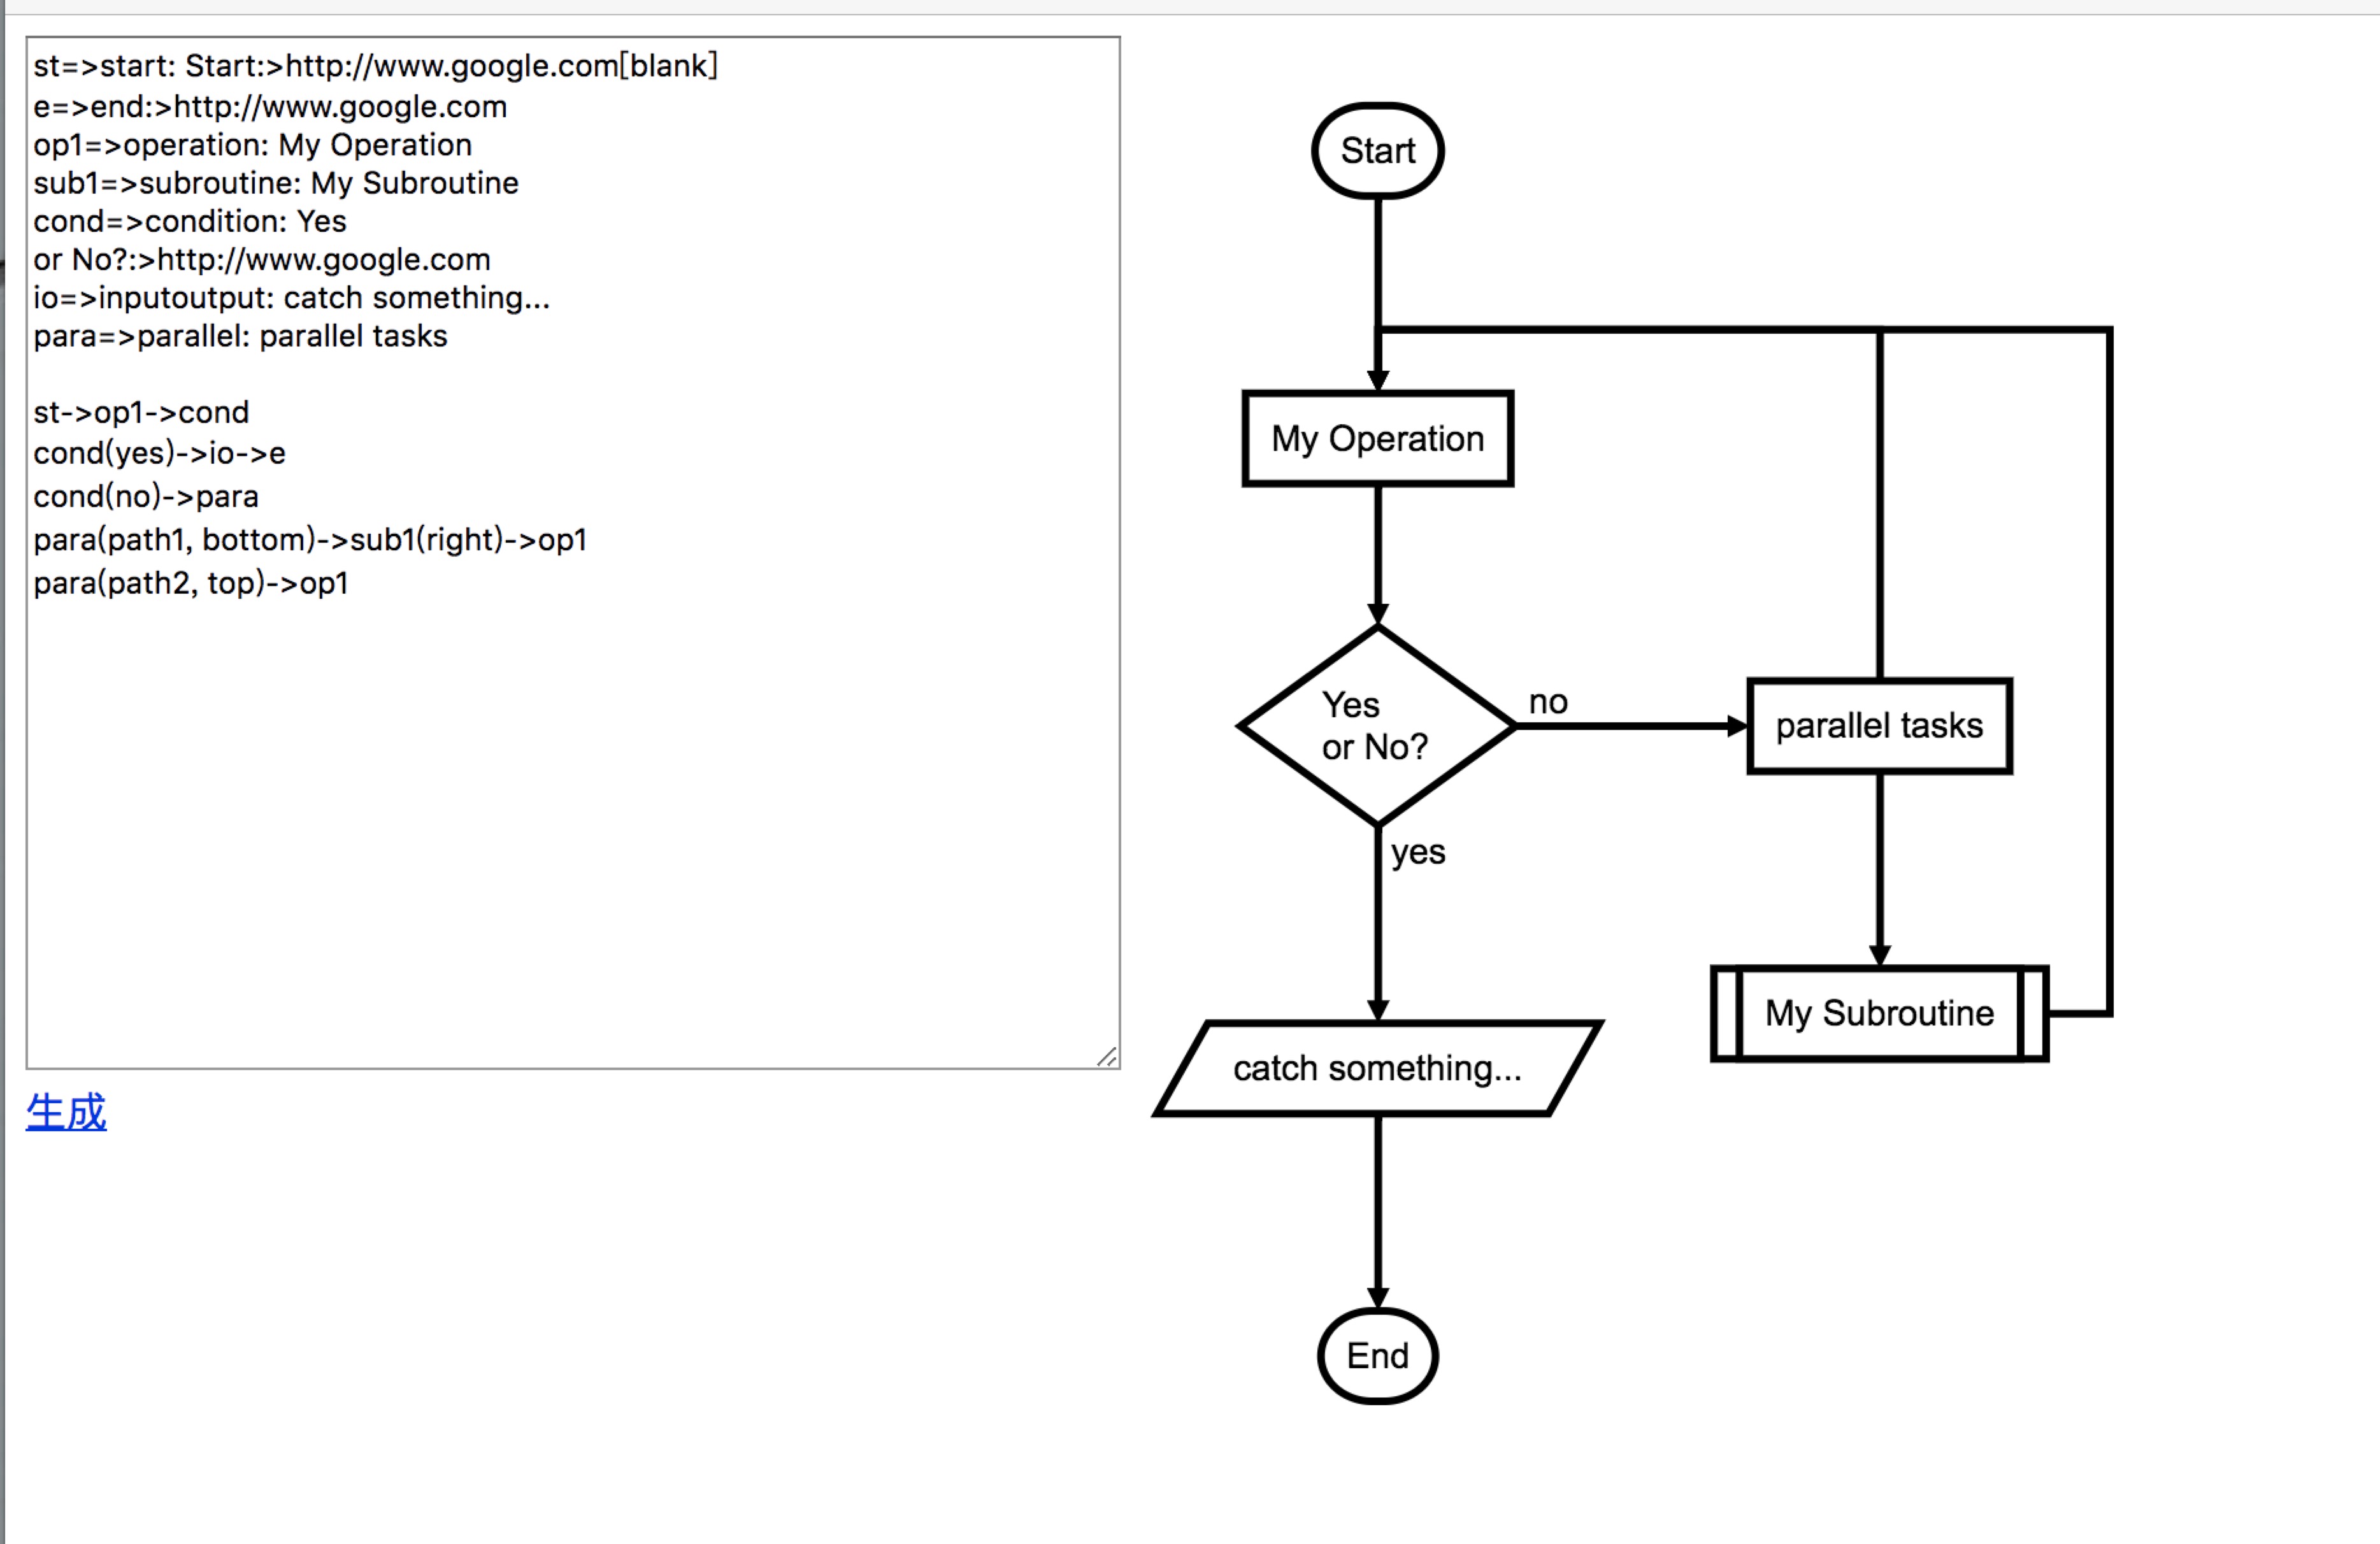 st=>start: Start:>http://www.google.com[blank]
e=>end:>http://www.google.com
op1=>operation: My Operation
sub1=>subroutine: My Subroutine
cond=>condition: Yes
or No?:>http://www.google.com
io=>inputoutput: catch something...
para=>parallel: parallel tasks
st->op1->cond
cond(yes)->io->e
cond(no)->para
para(path1, bottom)->sub1(right)->op1
para(path2, top)->op1
生成
Start
My Operation
Yes
or No?
no
parallel tasks
yes
My Subroutine
catch something...
End